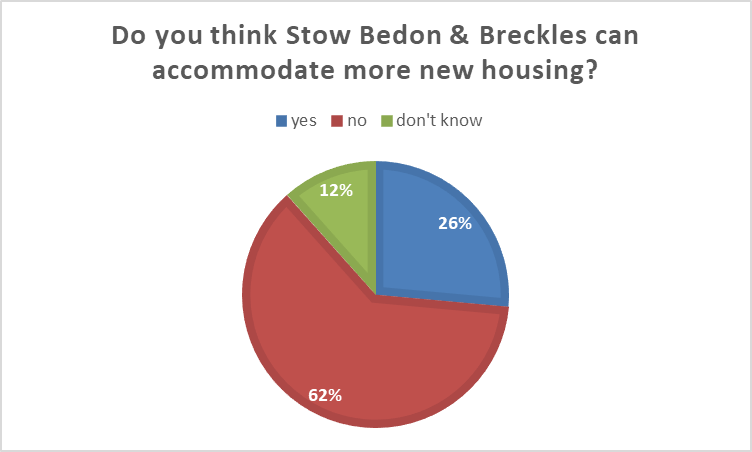 Do you think Stow Bedon & Breckles can
accommodate more new housing?
yes no don't know
12%
26%
62%